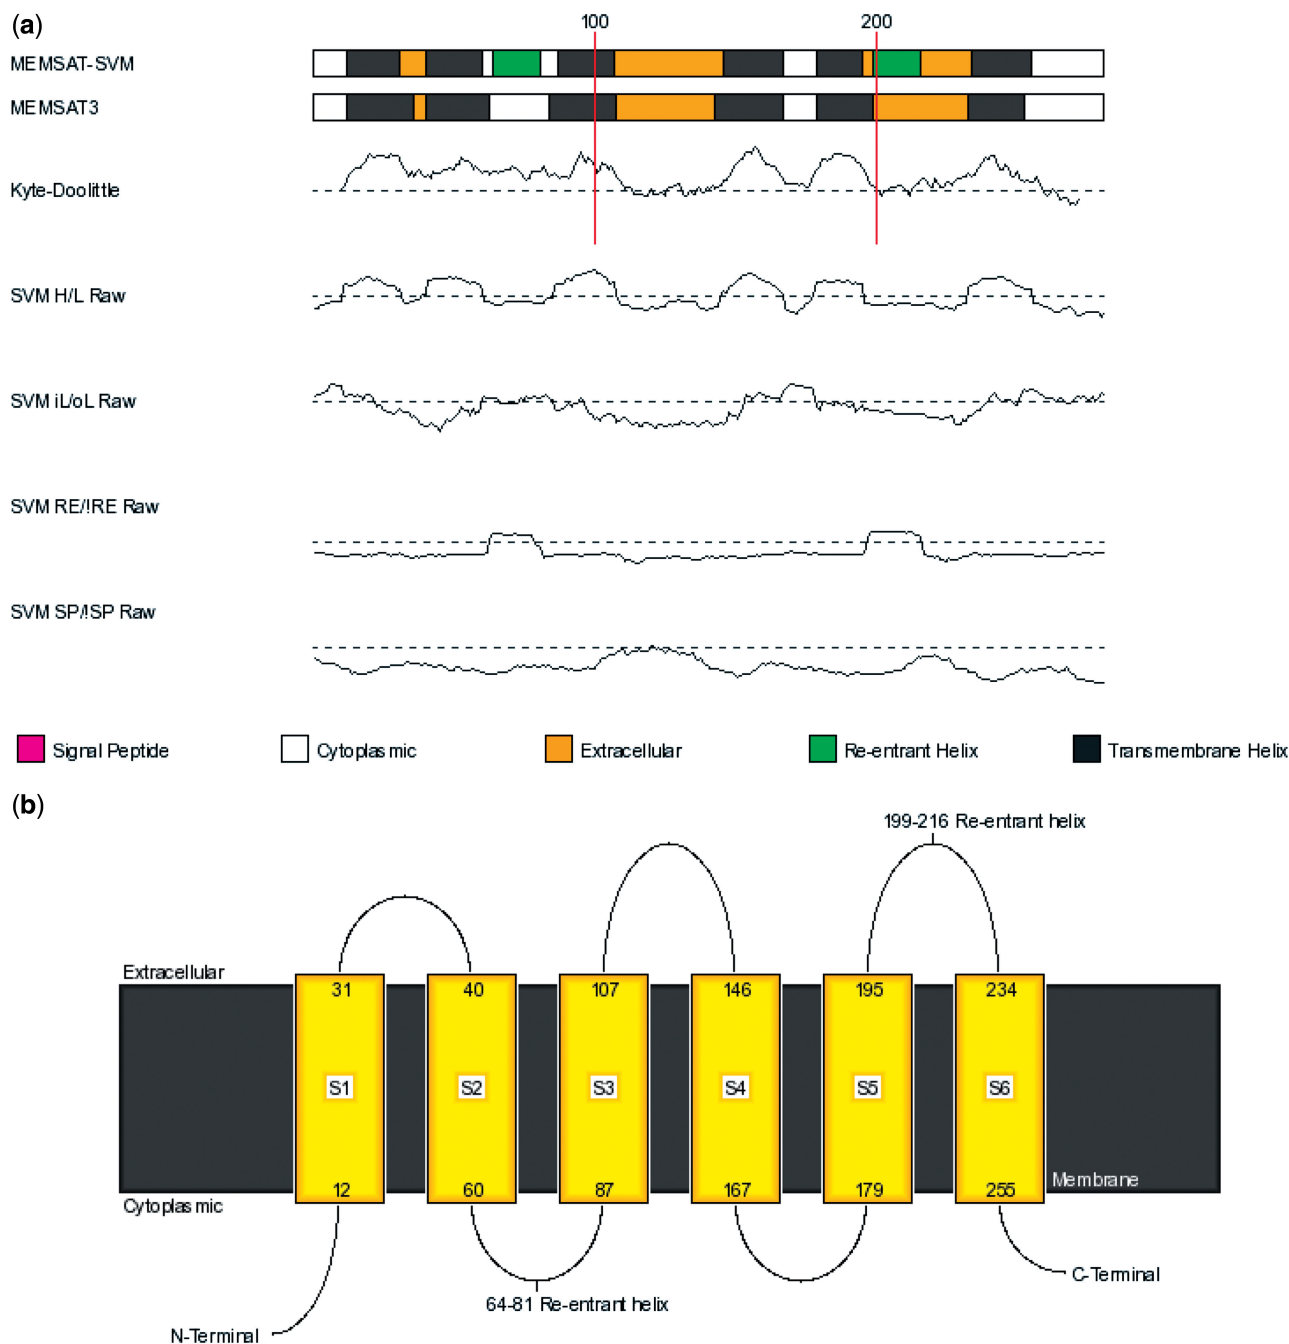 (a)
100 200
MEMSAT-SVM
MEMSAT3
Kyte-Doolittle
SVM H/L Raw
SVM iL/oL Raw
SVM RE/!RE Raw
SVM SP/!SP Raw
Signal Peptide Cytoplasmic Extracellular Re-entrant Helix Transmembrane Helix
(b)
199-216 Re-entrant helix
Extracellular
31 40 107 146 195 234
S1 S2 S3 S4 S5 S6
Membrane
12 60 87 167 179 255
Cytoplasmic
C-Terminal
64-81 Re-entrant helix
N-Terminal